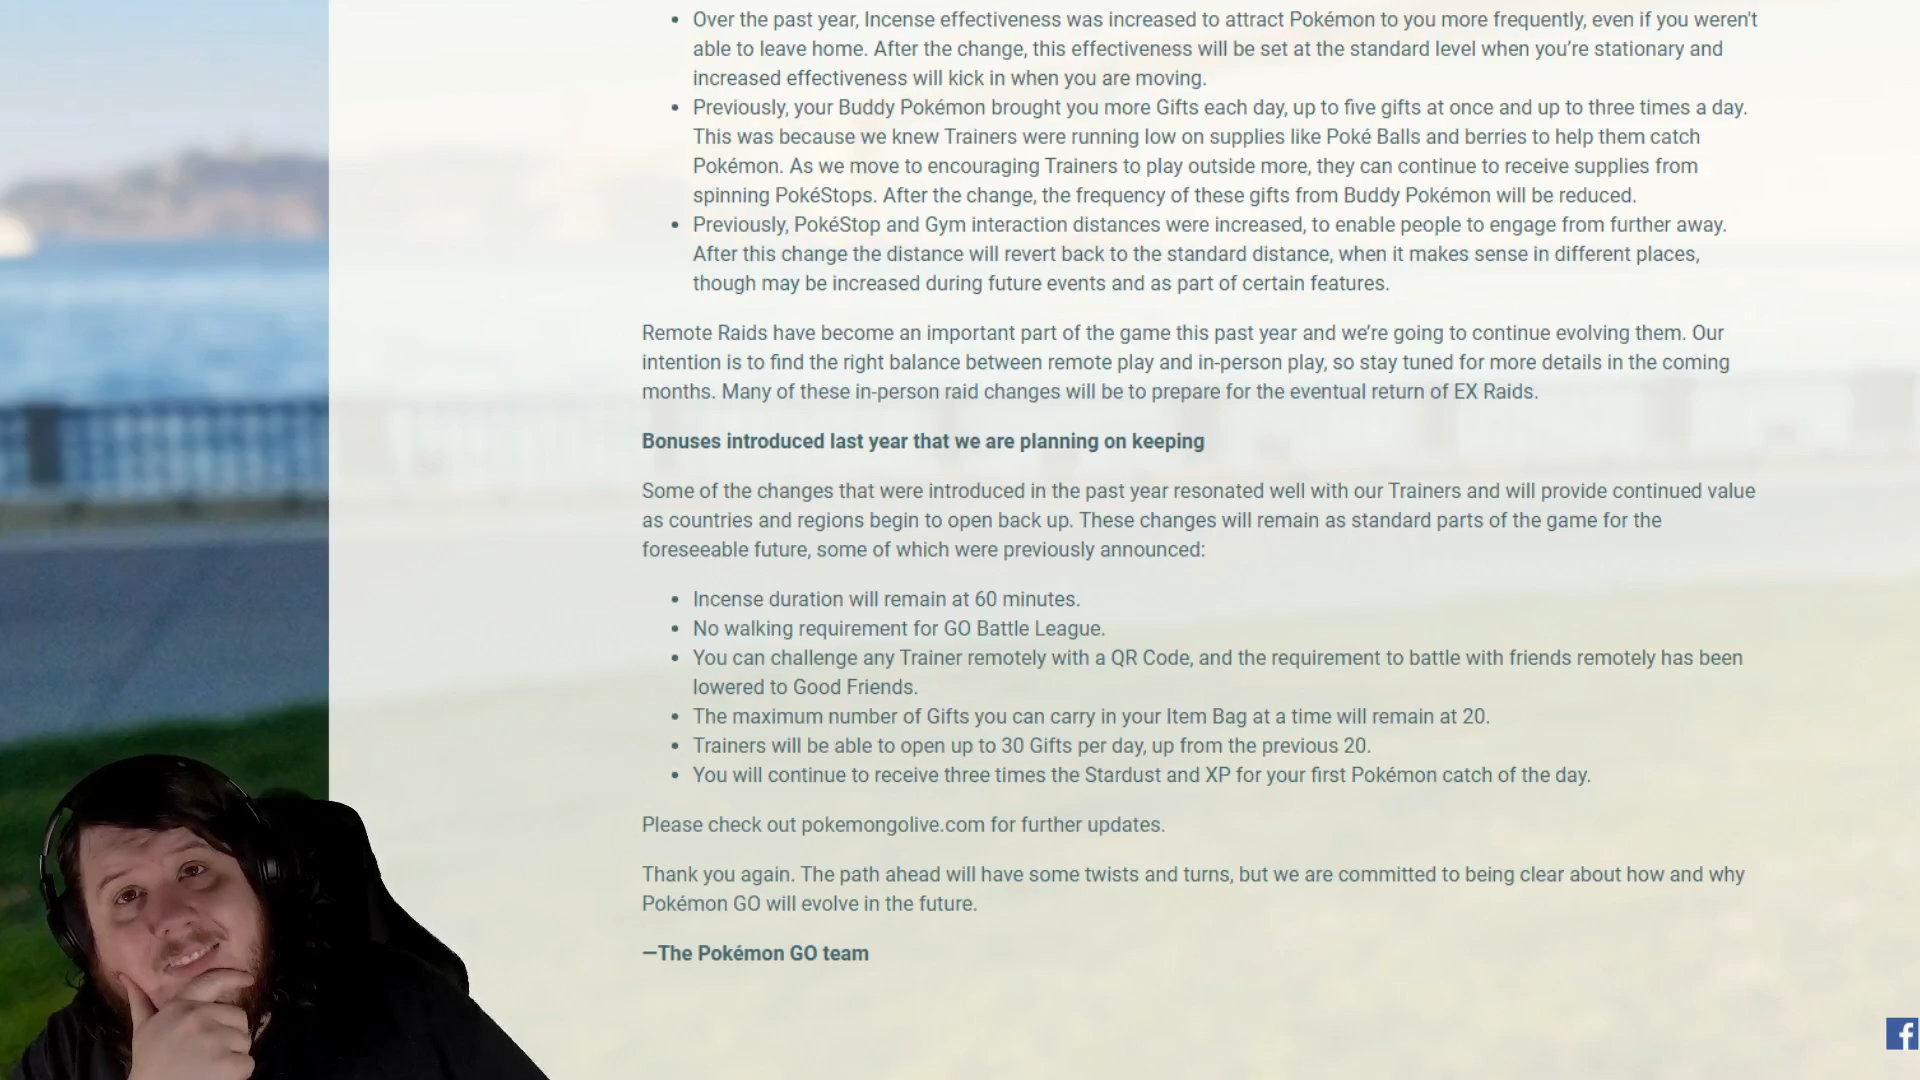 Over the past year, Incense effectiveness was increased to attract Pokémon to you more frequently, even if you weren't
able to leave home. After the change, this effectiveness will be set at the standard level when you’re stationary and
increased effectiveness will kick in when you are moving.
Previously, your Buddy Pokémon brought you more Gifts each day, up to five gifts at once and up to three times a day.
This was because we knew Trainers were running low on supplies like Poké Balls and berries to help them catch
Pokémon. As we move to encouraging Trainers to play outside more, they can continue to receive supplies from
spinning PokéStops. After the change, the frequency of these gifts from Buddy Pokémon will be reduced.
Previously, PokéStop and Gym interaction distances were increased, to enable people to engage from further away.
After this change the distance will revert back to the standard distance, when it makes sense in different places,
though may be increased during future events and as part of certain features.
Remote Raids have become an important part of the game this past year and we’re going to continue evolving them. Our
intention is to find the right balance between remote play and in-person play, so stay tuned for more details in the coming
months. Many of these in-person raid changes will be to prepare for the eventual return of EX Raids.
Bonuses introduced last year that we are planning on keeping
Some of the changes that were introduced in the past year resonated well with our Trainers and will provide continued value
as countries and regions begin to open back up. These changes will remain as standard parts of the game for the
foreseeable future, some of which were previously announced:
Incense duration will remain at 60 minutes.
No walking requirement for GO Battle League.
You can challenge any Trainer remotely with a QR Code, and the requirement to battle with friends remotely has been
lowered to Good Friends.
The maximum number of Gifts you can carry in your Item Bag at a time will remain at 20.
Trainers will be able to open up to 30 Gifts per day, up from the previous 20.
You will continue to receive three times the Stardust and XP for your first Pokémon catch of the day.
Please check out pokemongolive.com for further updates.
Thank you again. The path ahead will have some twists and turns, but we are committed to being clear about how and why
Pokémon GO will evolve in the future.
—The Pokémon GO team